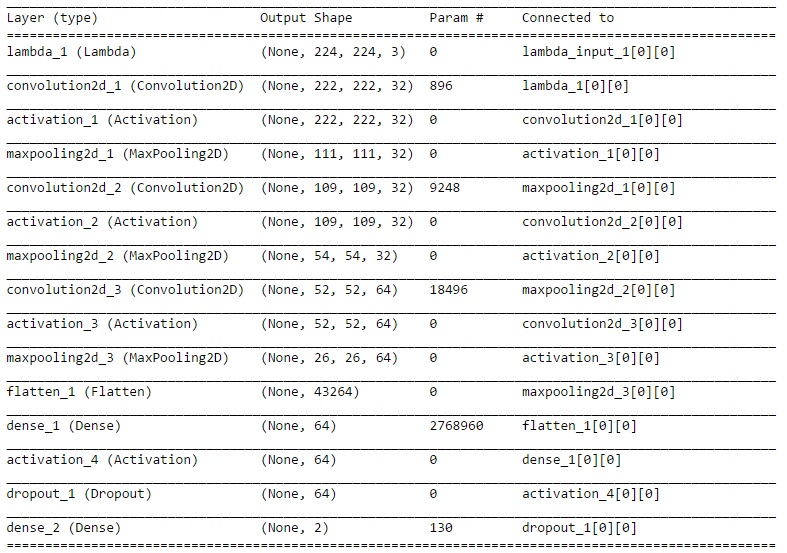 Layer (type) Output Shape Param # Connected to
lambda_1 (Lambda) (None, 224, 224, 3) 0 lambda_input_1[0][0]
convolution2d_1 (Convolution2D) (None, 222, 222, 32) 896 lambda_1[0][0]
activation_1 (Activation) (None, 222, 222, 32) 0 convolution2d_1[0][0]
maxpooling2d_1 (MaxPooling2D) (None, 111, 111, 32) 0 activation_1[0][0]
convolution2d_2 (Convolution2D) (None, 109, 109, 32) 9248 maxpooling2d_1[0][0]
activation_2 (Activation) (None, 109, 109, 32) 0 convolution2d_2[0][0]
maxpooling2d_2 (MaxPooling2D) (None, 54, 54, 32) 0 activation_2[0][0]
convolution2d_3 (Convolution2D) (None, 52, 52, 64) 18496 maxpooling2d_2[0][0]
activation_3 (Activation) (None, 52, 52, 64) 0 convolution2d_3[0][0]
maxpooling2d_3 (MaxPooling2D) (None, 26, 26, 64) 0 activation_3[0][0]
flatten_1 (Flatten) (None, 43264) 0 maxpooling2d_3[0][0]
dense_1 (Dense) (None, 64) 2768960 flatten_1[0][0]
activation_4 (Activation) (None, 64) 0 dense_1[0][0]
dropout_1 (Dropout) (None, 64) 0 activation_4[0][0]
dense_2 (Dense) (None, 2) 130 dropout_1[0][0]